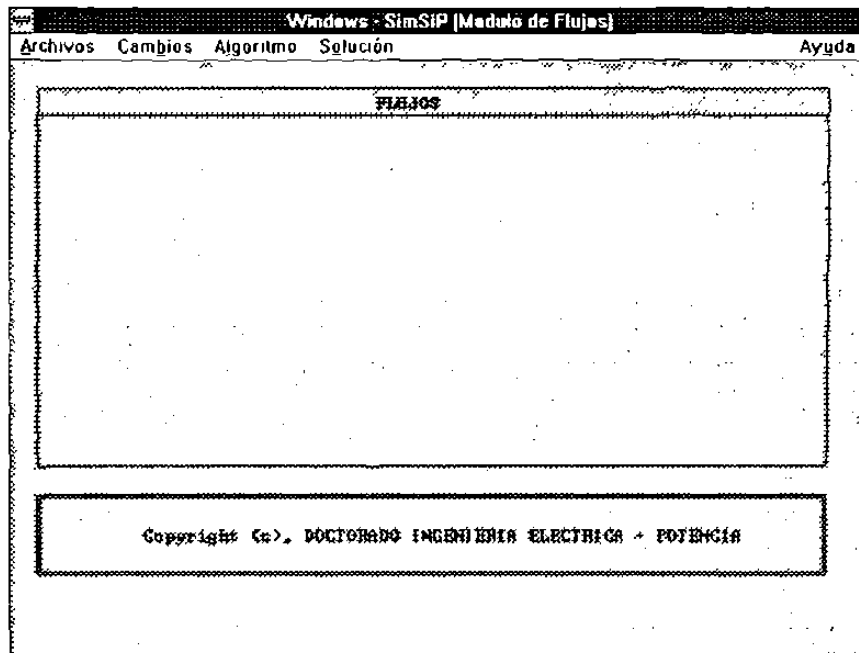 Windows - SimSiP (Modulo de Flujos)
Archivos Cambios Algoritmo Solución Ayuda
FLUJOS
Copyright (c), DOCTORADO INGENIERIA ELECTRICA - POTENCIA